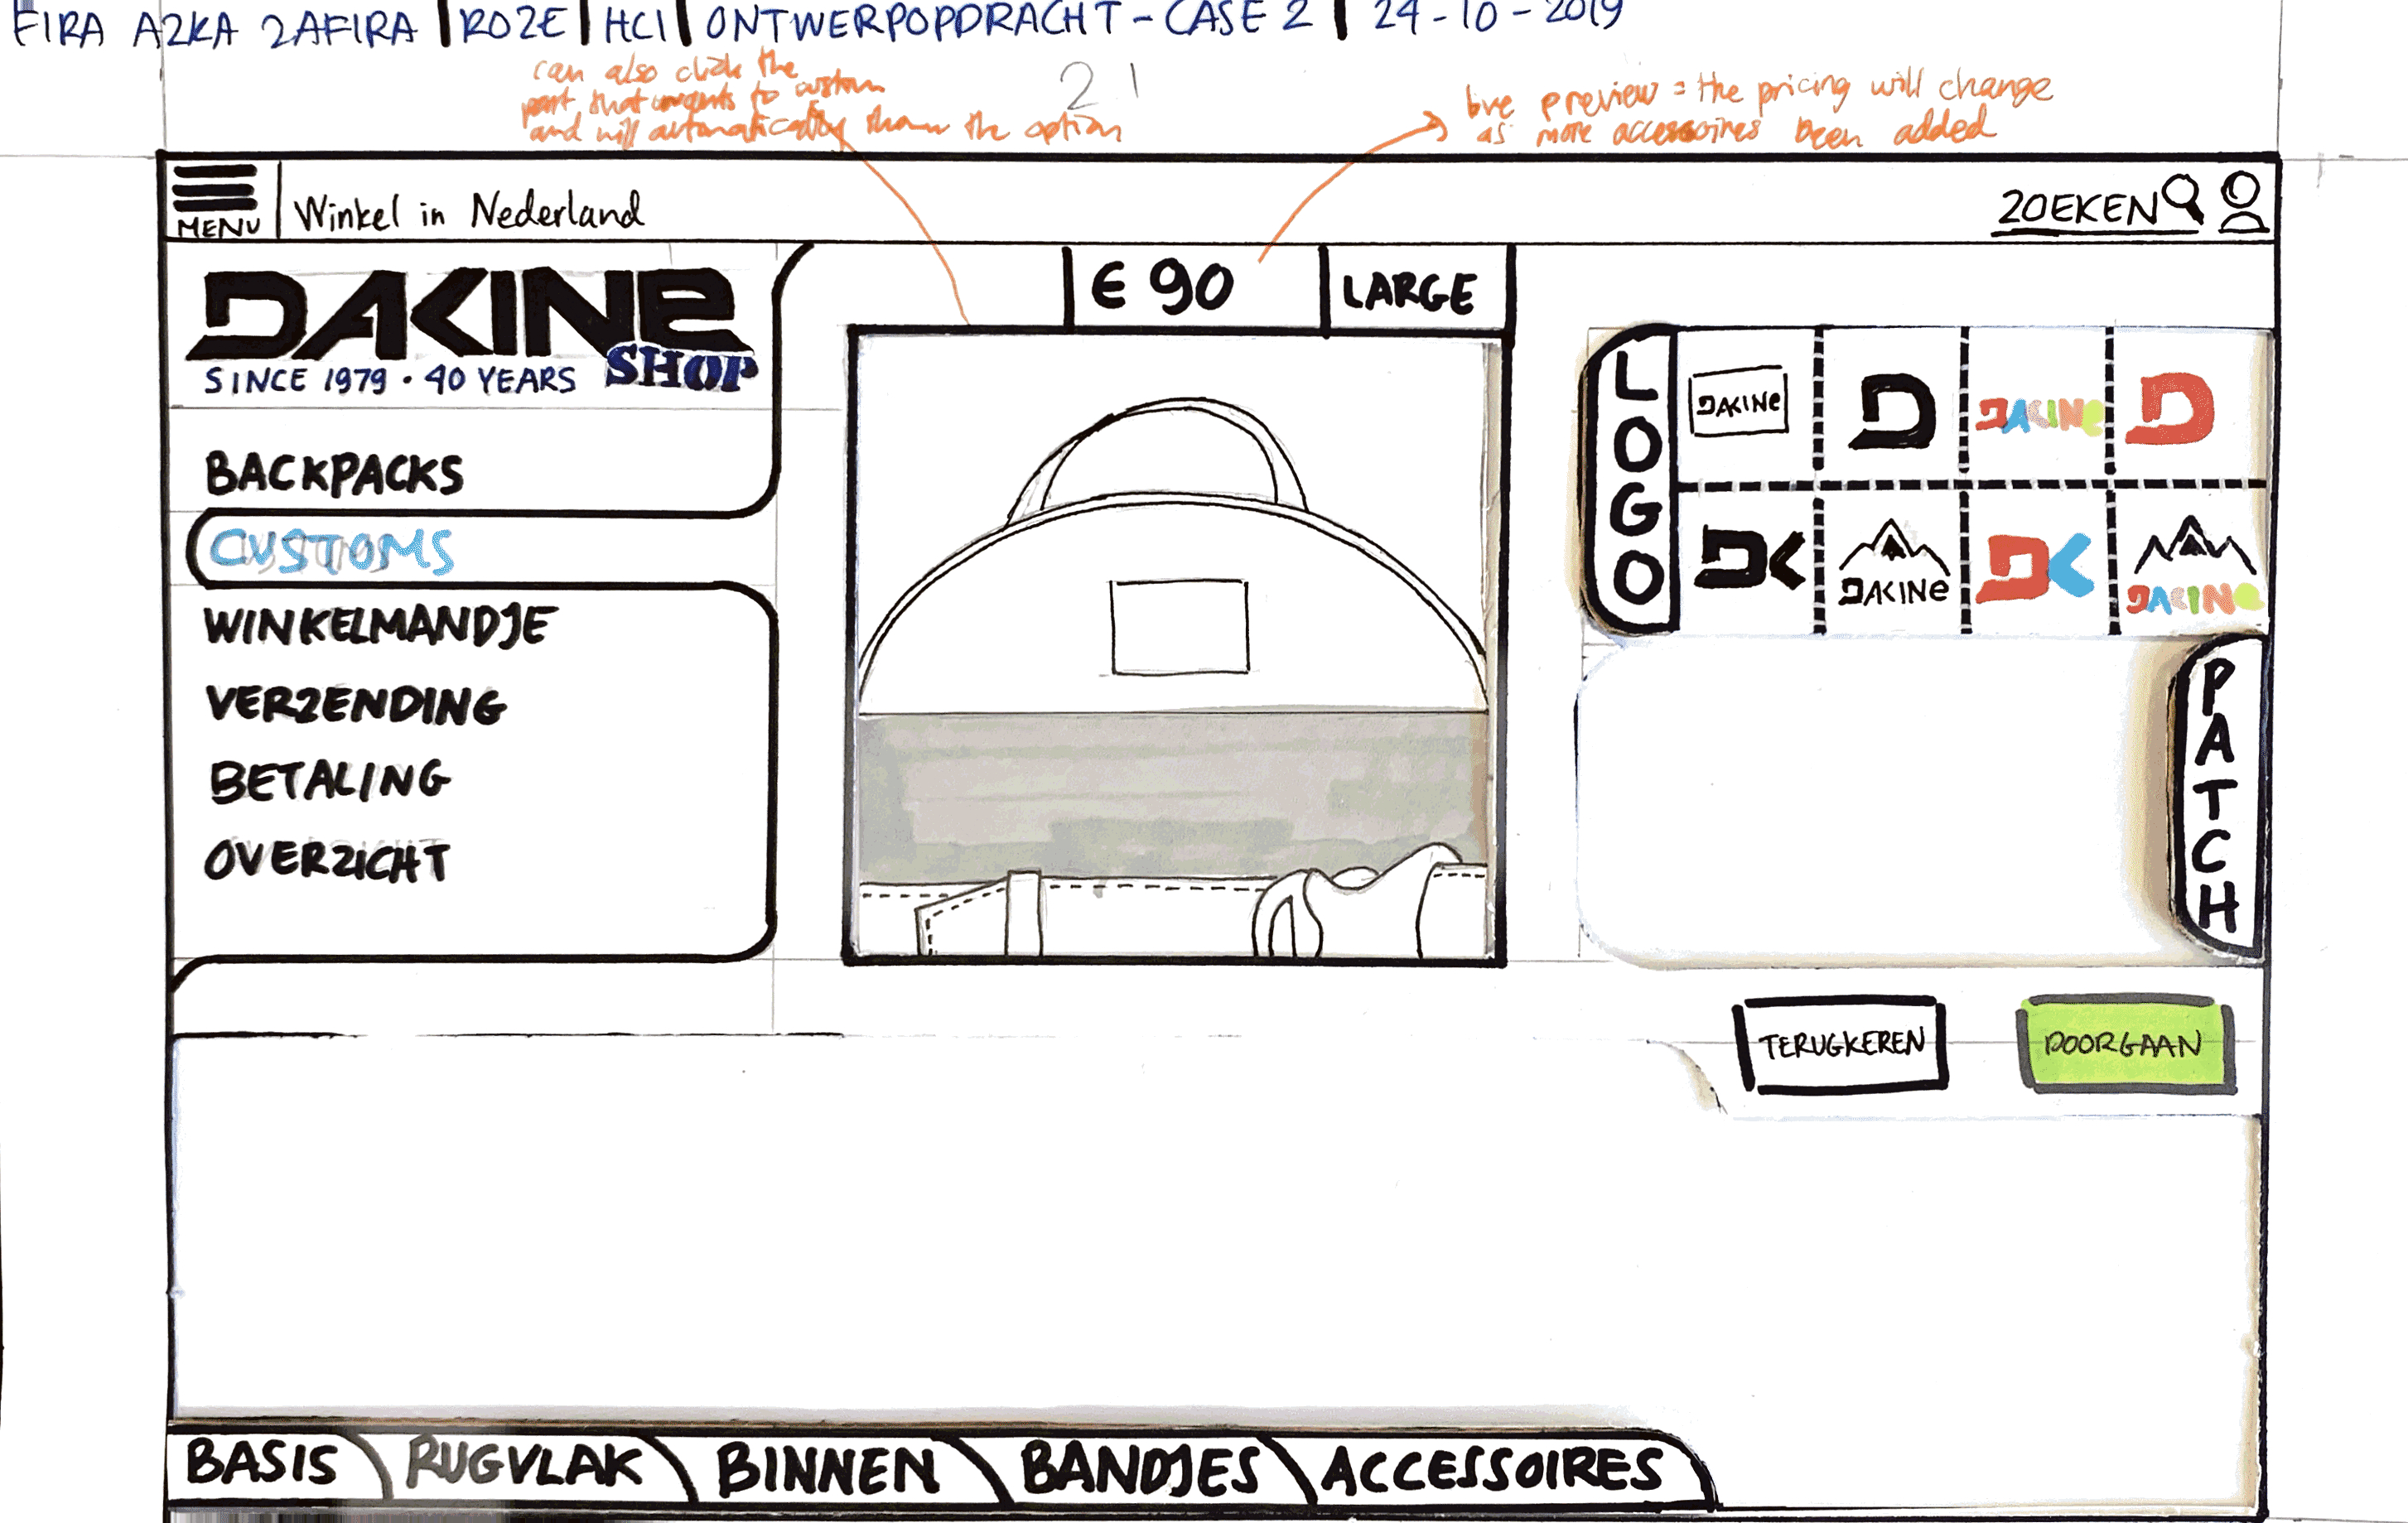 FIRA AZKA ZAFIRA | ROZE | HCI | ONTWERPOPDRACHT - CASE 2 | 24-10-2019
can also click the
part that wants to custom
and will automatically show the option
21
live preview = the pricing will change
as more accessoires been added
MENU
Winkel in Nederland
ZOEKEN
DAKINE
SHOP
SINCE 1979 • 40 YEARS
BACKPACKS
CUSTOMS
WINKELMANDJE
VERZENDING
BETALING
OVERZICHT
€ 90
LARGE
LOGO
DAKINE
D
DAKINE
D
DK
DAKINE
DK
DAKINE
PATCH
TERUGKEREN
DOORGAAN
BASIS
RUGVLAK
BINNEN
BANDJES
ACCESSOIRES